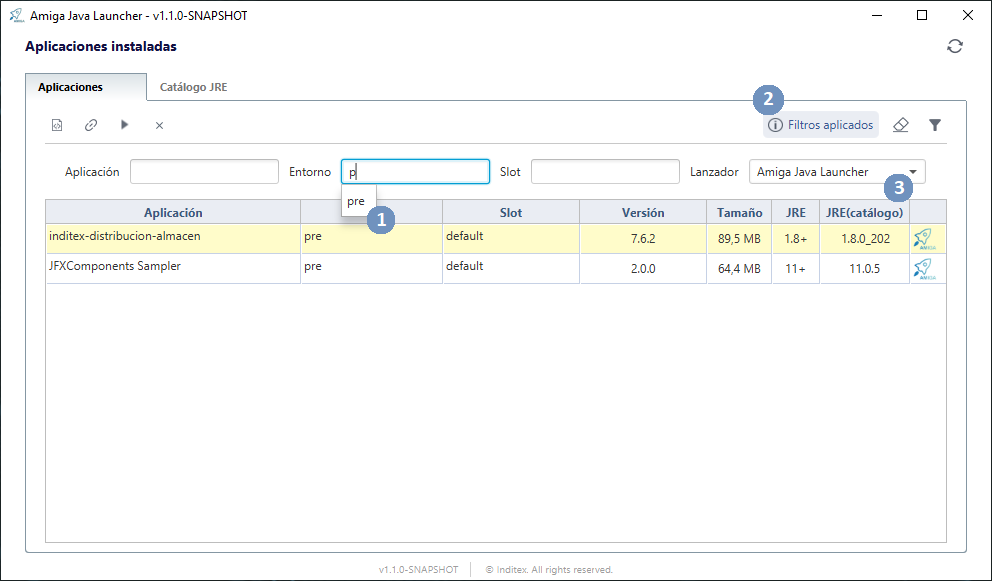 Amiga Java Launcher - v1.1.0-SNAPSHOT
Aplicaciones instaladas
Aplicaciones Catálogo JRE
2
Filtros aplicados
Aplicación Entorno p Slot Lanzador Amiga Java Launcher
3
pre
1
Aplicación Slot Versión Tamaño JRE JRE(catálogo)
inditex-distribucion-almacen pre default 7.6.2 89,5 MB 1.8+ 1.8.0_202 AMIGA
JFXComponents Sampler pre default 2.0.0 64,4 MB 11+ 11.0.5 AMIGA
v1.1.0-SNAPSHOT © Inditex. All rights reserved.